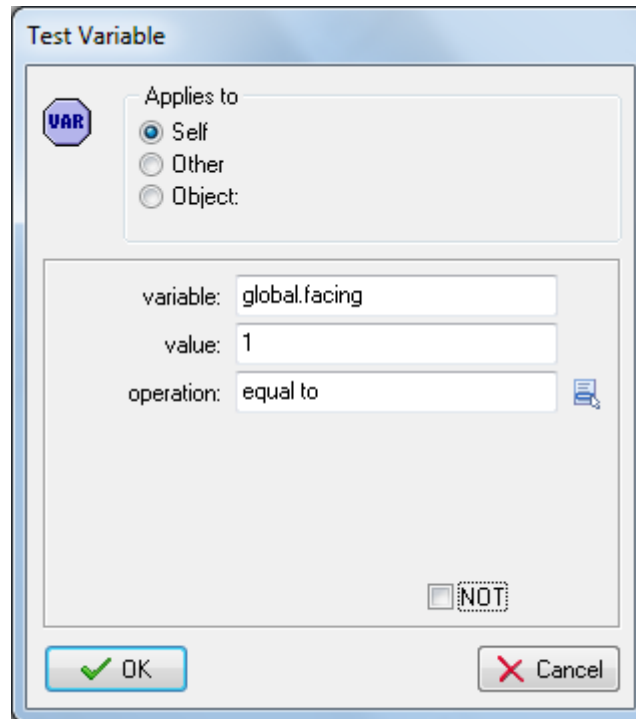 Test Variable
VAR
Applies to
Self
Other
Object:
variable: global.facing
value: 1
operation: equal to
NOT
OK
Cancel